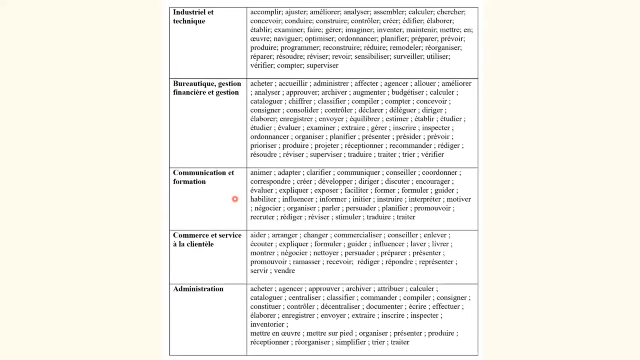 Industriel et
technique
accomplir; ajuster; améliorer; analyser; assembler; calculer; chercher;
concevoir; conduire; construire; contrôler; créer; édifier; élaborer;
établir; examiner; faire; gérer; imaginer; inventer; maintenir; mettre; en;
œuvre; naviguer; optimiser; ordonnancer; planifier; préparer; prévoir;
produire; programmer; reconstruire; réduire; remodeler; réorganiser;
réparer; résoudre; réviser; sensibiliser; surveiller; utiliser;
vérifier; compter; superviser
Bureautique, gestion
financière et gestion
acheter ; accueillir ; administrer ; affecter ; agencer ; allouer ; améliorer
; analyser ; approuver; archiver ; augmenter ; budgétiser ; calculer ;
cataloguer ; chiffrer ; classifier ; compiler ; compter ; concevoir ;
consigner ; consolider ; contrôler ; déclarer ; déléguer ; diriger ;
élaborer; enregistrer ; envoyer ; équilibrer ; estimer ; établir ; étudier ;
étudier ; évaluer ; examiner ; extraire ; gérer ; inscrire ; inspecter ;
ordonnancer ; organiser ; planifier ; présenter ; présider ; prévoir ;
prioriser ; produire ; projeter ; réceptionner ; recommander ; rédiger ;
résoudre ; réviser ; superviser ; traduire ; traiter ; trier ; vérifier
Communication et
formation
animer ; adapter ; clarifier ; communiquer ; conseiller ; coordonner ;
correspondre ; créer ; développer ; diriger ; discuter ; encourager ;
évaluer ; expliquer ; exposer ; faciliter ; former ; formuler ; guider ;
habiliter ; influencer ; informer ; initier ; instruire ; interpréter ; motiver
; négocier ; organiser ; parler ; persuader ; planifier ; promouvoir ;
recruter ; rédiger ; réviser ; stimuler ; traduire ; traiter
Commerce et service
à la clientèle
aider ; arranger ; changer ; commercialiser ; conseiller ; enlever ;
écouter ; expliquer ; formuler ; guider ; influencer ; laver ; livrer ;
montrer ; négocier ; nettoyer ; persuader ; préparer ; présenter ;
promouvoir ; ramasser ; recevoir; rédiger ; répondre ; représenter ;
servir ; vendre
Administration
acheter ; agencer ; approuver ; archiver ; attribuer ; calculer ;
cataloguer ; centraliser ; classifier ; commander ; compiler ; consigner ;
constituer ; contrôler ; décentraliser ; documenter ; écrire ; effectuer ;
élaborer ; enregistrer ; envoyer ; extraire ; inscrire ; inspecter ;
inventorier ;
mettre en œuvre ; mettre sur pied ; organiser ; présenter ; produire ;
réceptionner ; réorganiser ; simplifier ; trier ; traiter